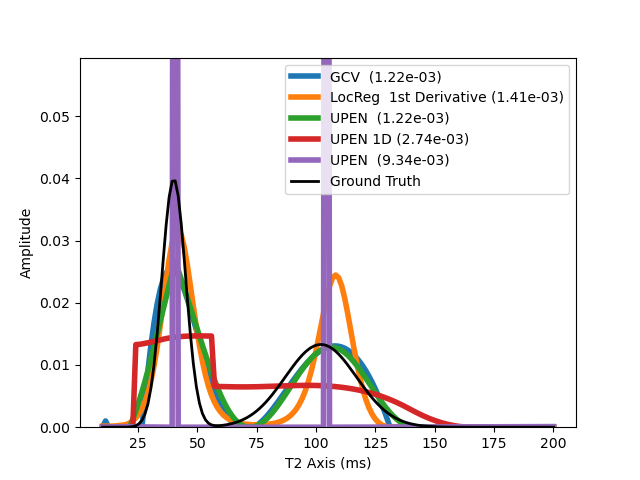 GCV  (1.22e-03)
LocReg  1st Derivative (1.41e-03)
UPEN  (1.22e-03)
UPEN 1D (2.74e-03)
UPEN  (9.34e-03)
Ground Truth
Amplitude
0.05
0.04
0.03
0.02
0.01
0.00
25 50 75 100 125 150 175 200
T2 Axis (ms)